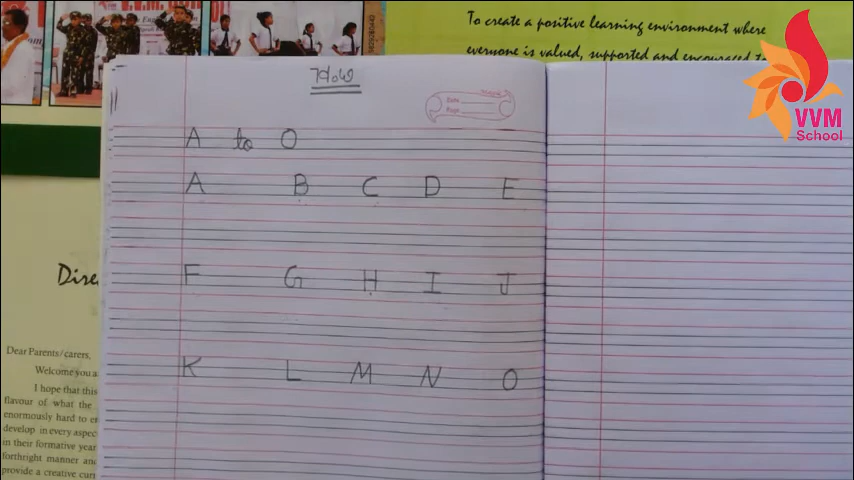 To create a positive learning environment where
everyone is valued, supported and encouraged to
VVM
School
A to O
A B C D E
F G H I J
K L M N O
Dire
Dear Parents/carers,
Welcome you a
I hope that this
flavour of what the
enormously hard to e
develop in every aspec
in their formative year
forthright manner and
provide a creative curr